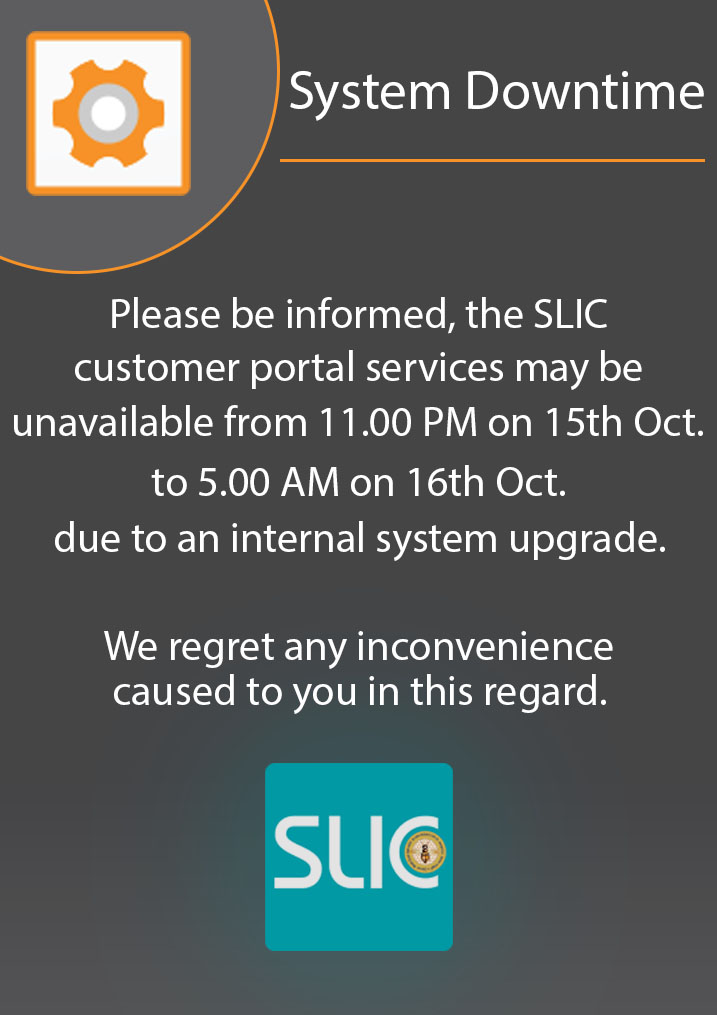 System Downtime
Please be informed, the SLIC
customer portal services may be
unavailable from 11.00 PM on 15th Oct.
to 5.00 AM on 16th Oct.
due to an internal system upgrade.
We regret any inconvenience
caused to you in this regard.
SLIC